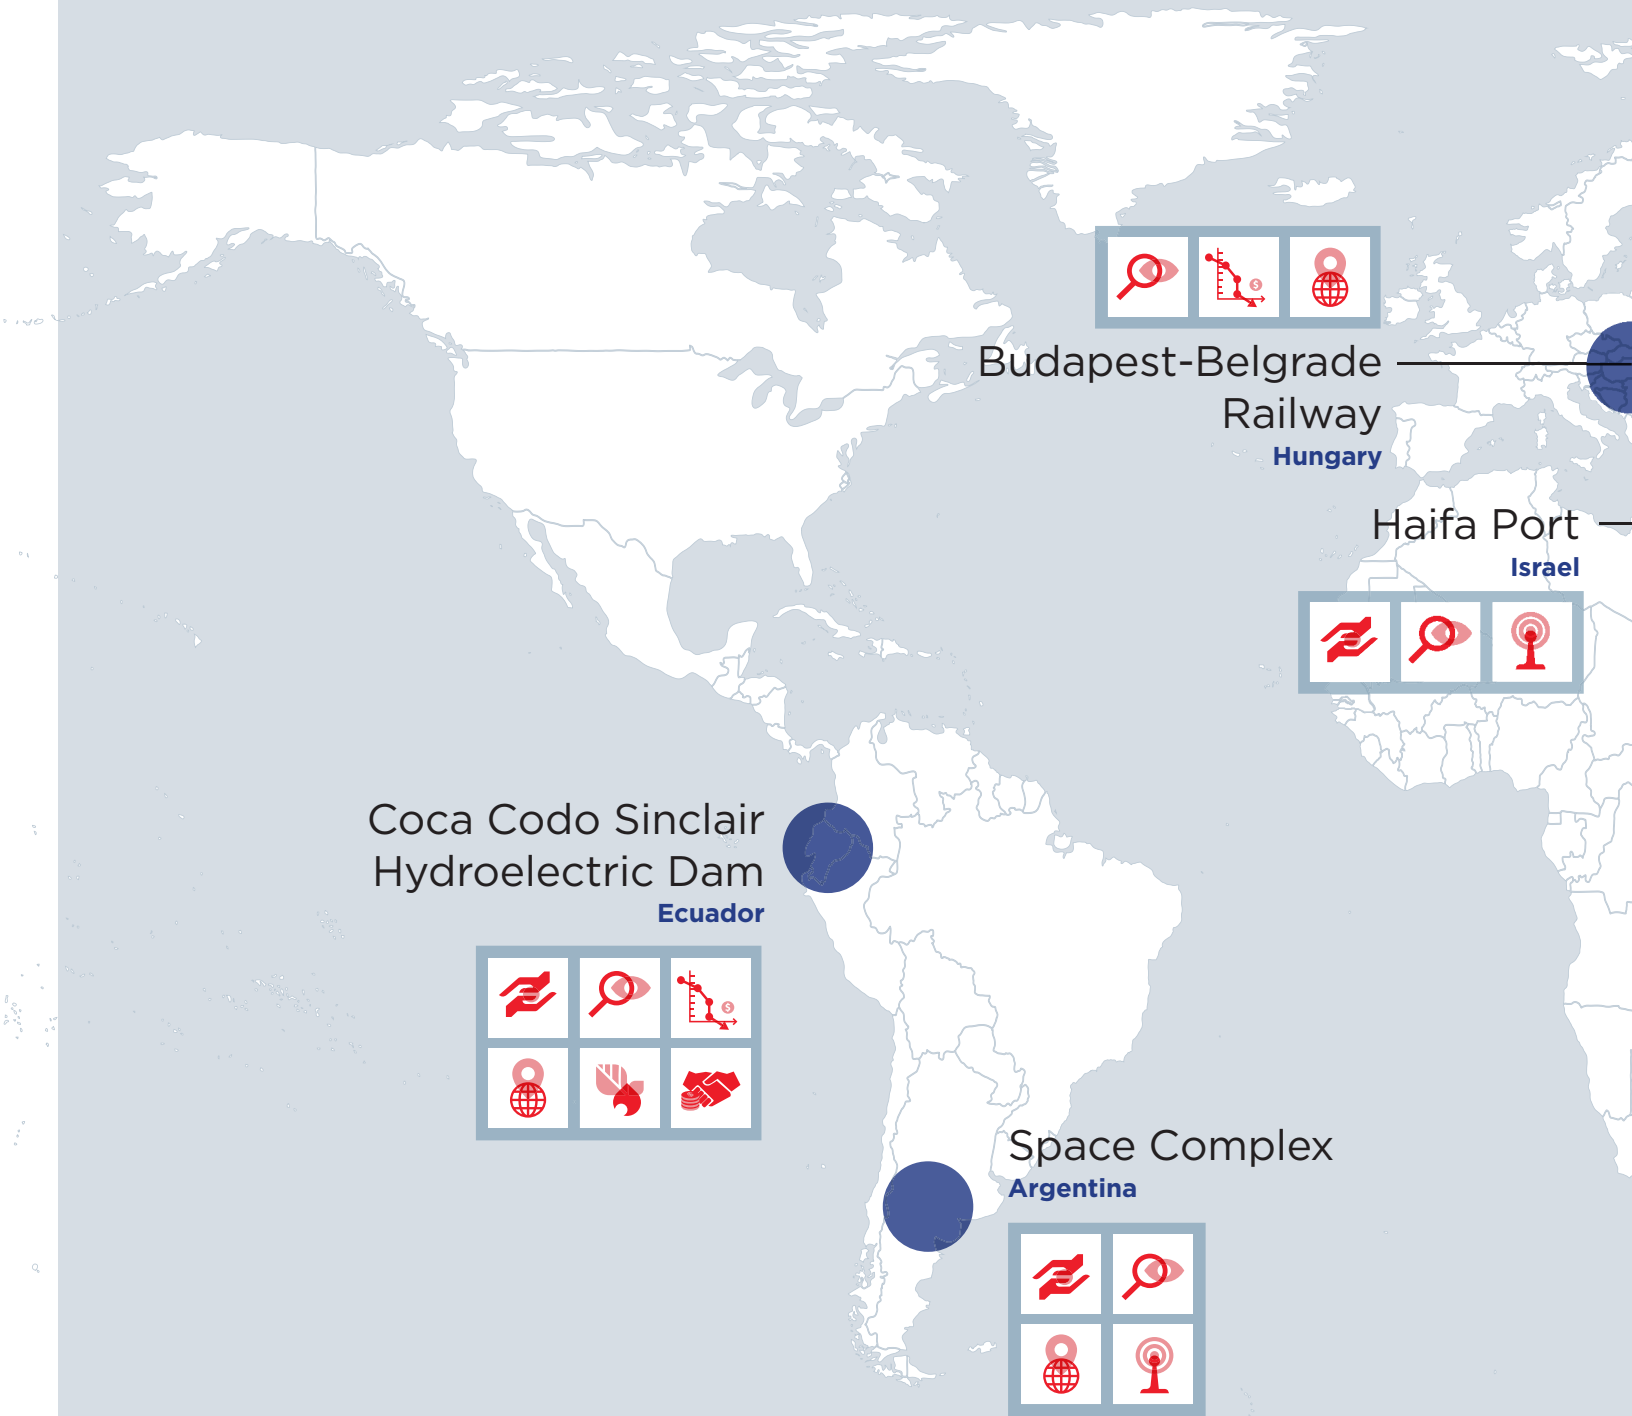 Budapest-Belgrade
Railway
Hungary
Haifa Port
Israel
Coca Codo Sinclair
Hydroelectric Dam
Ecuador
Space Complex
Argentina